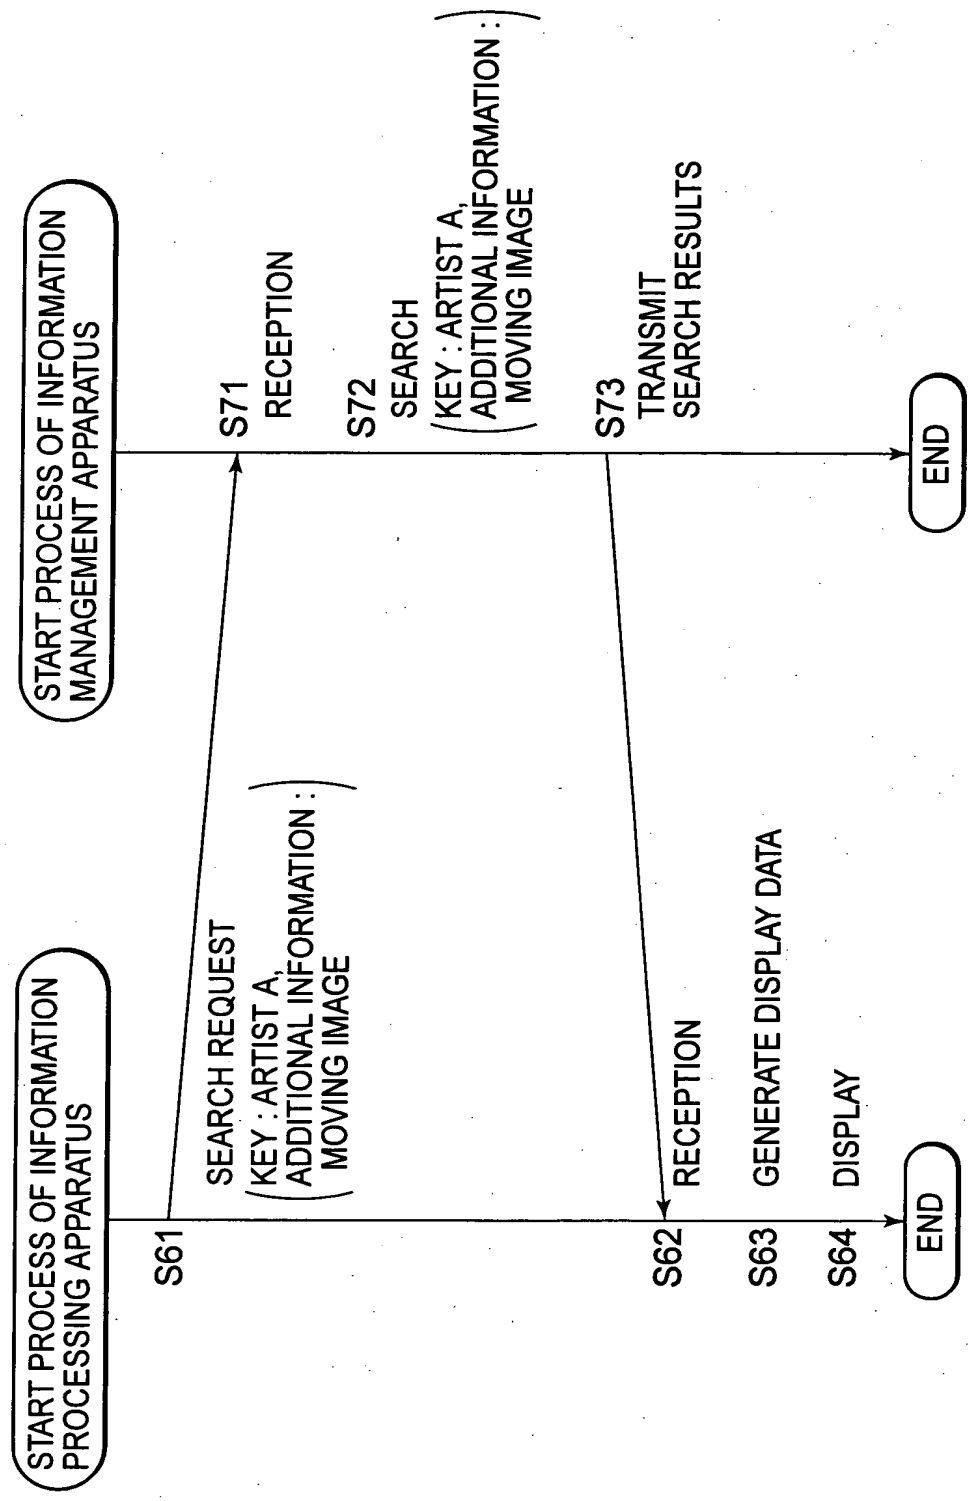 START PROCESS OF INFORMATION
PROCESSING APPARATUS
S61
SEARCH REQUEST
KEY : ARTIST A,
ADDITIONAL INFORMATION :
MOVING IMAGE
S62
RECEPTION
S63
GENERATE DISPLAY DATA
S64
DISPLAY
END
START PROCESS OF INFORMATION
MANAGEMENT APPARATUS
S71
RECEPTION
S72
SEARCH
KEY : ARTIST A,
ADDITIONAL INFORMATION :
MOVING IMAGE
S73
TRANSMIT
SEARCH RESULTS
END